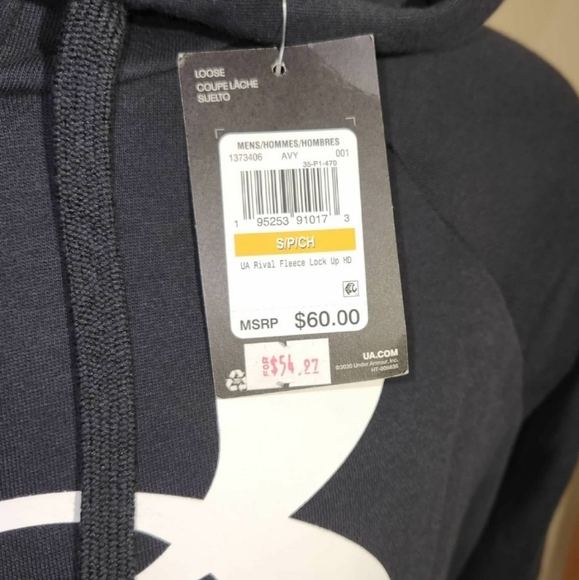 LOOSE
COUPE LÂCHE
SUELTO
MENS/HOMMES/HOMBRES
1373406 AVY 001
35-P1-470
1 95253 91017 3
S/P/CH
UA Rival Fleece Lock Up HD
MSRP $60.00
FOR $54.27
UA.COM
©2020 Under Armour, Inc.